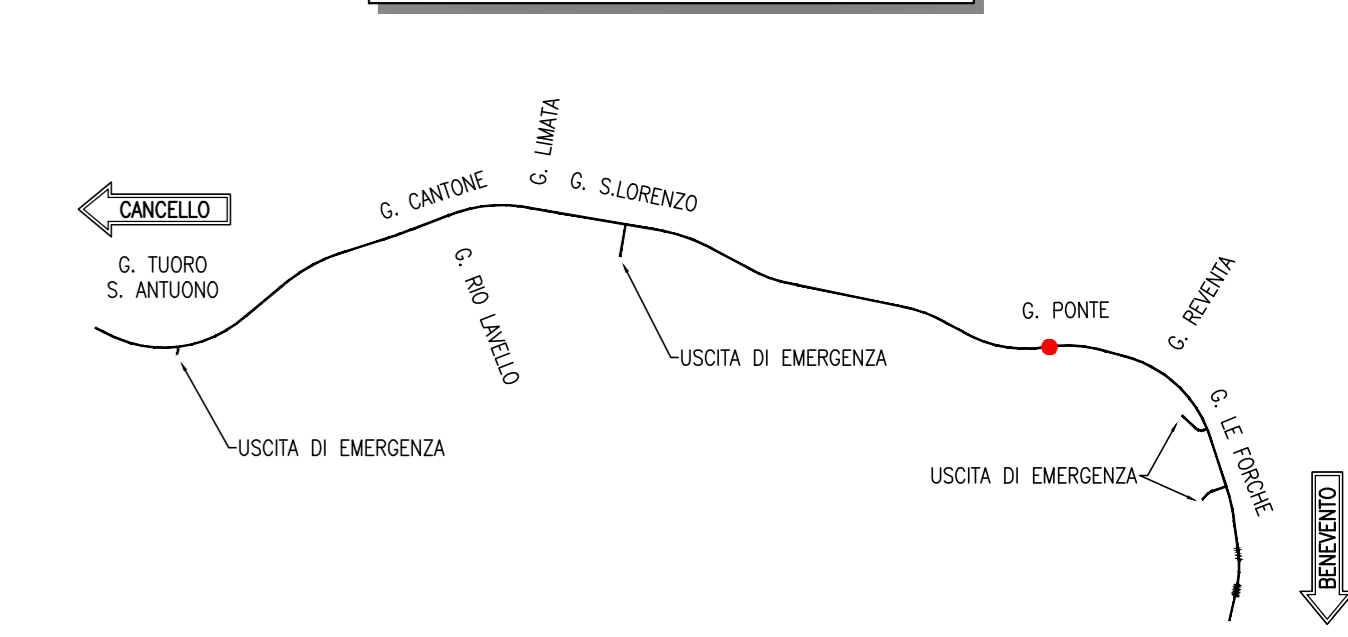 G. LIMATA
G. CANTONE
G. S.LORENZO
CANCELLO
G. TUORO
S. ANTUONO
G. RIO LAVELLO
G. REVENTA
G. PONTE
USCITA DI EMERGENZA
USCITA DI EMERGENZA
G. LE FORCHE
USCITA DI EMERGENZA
BENEVENTO